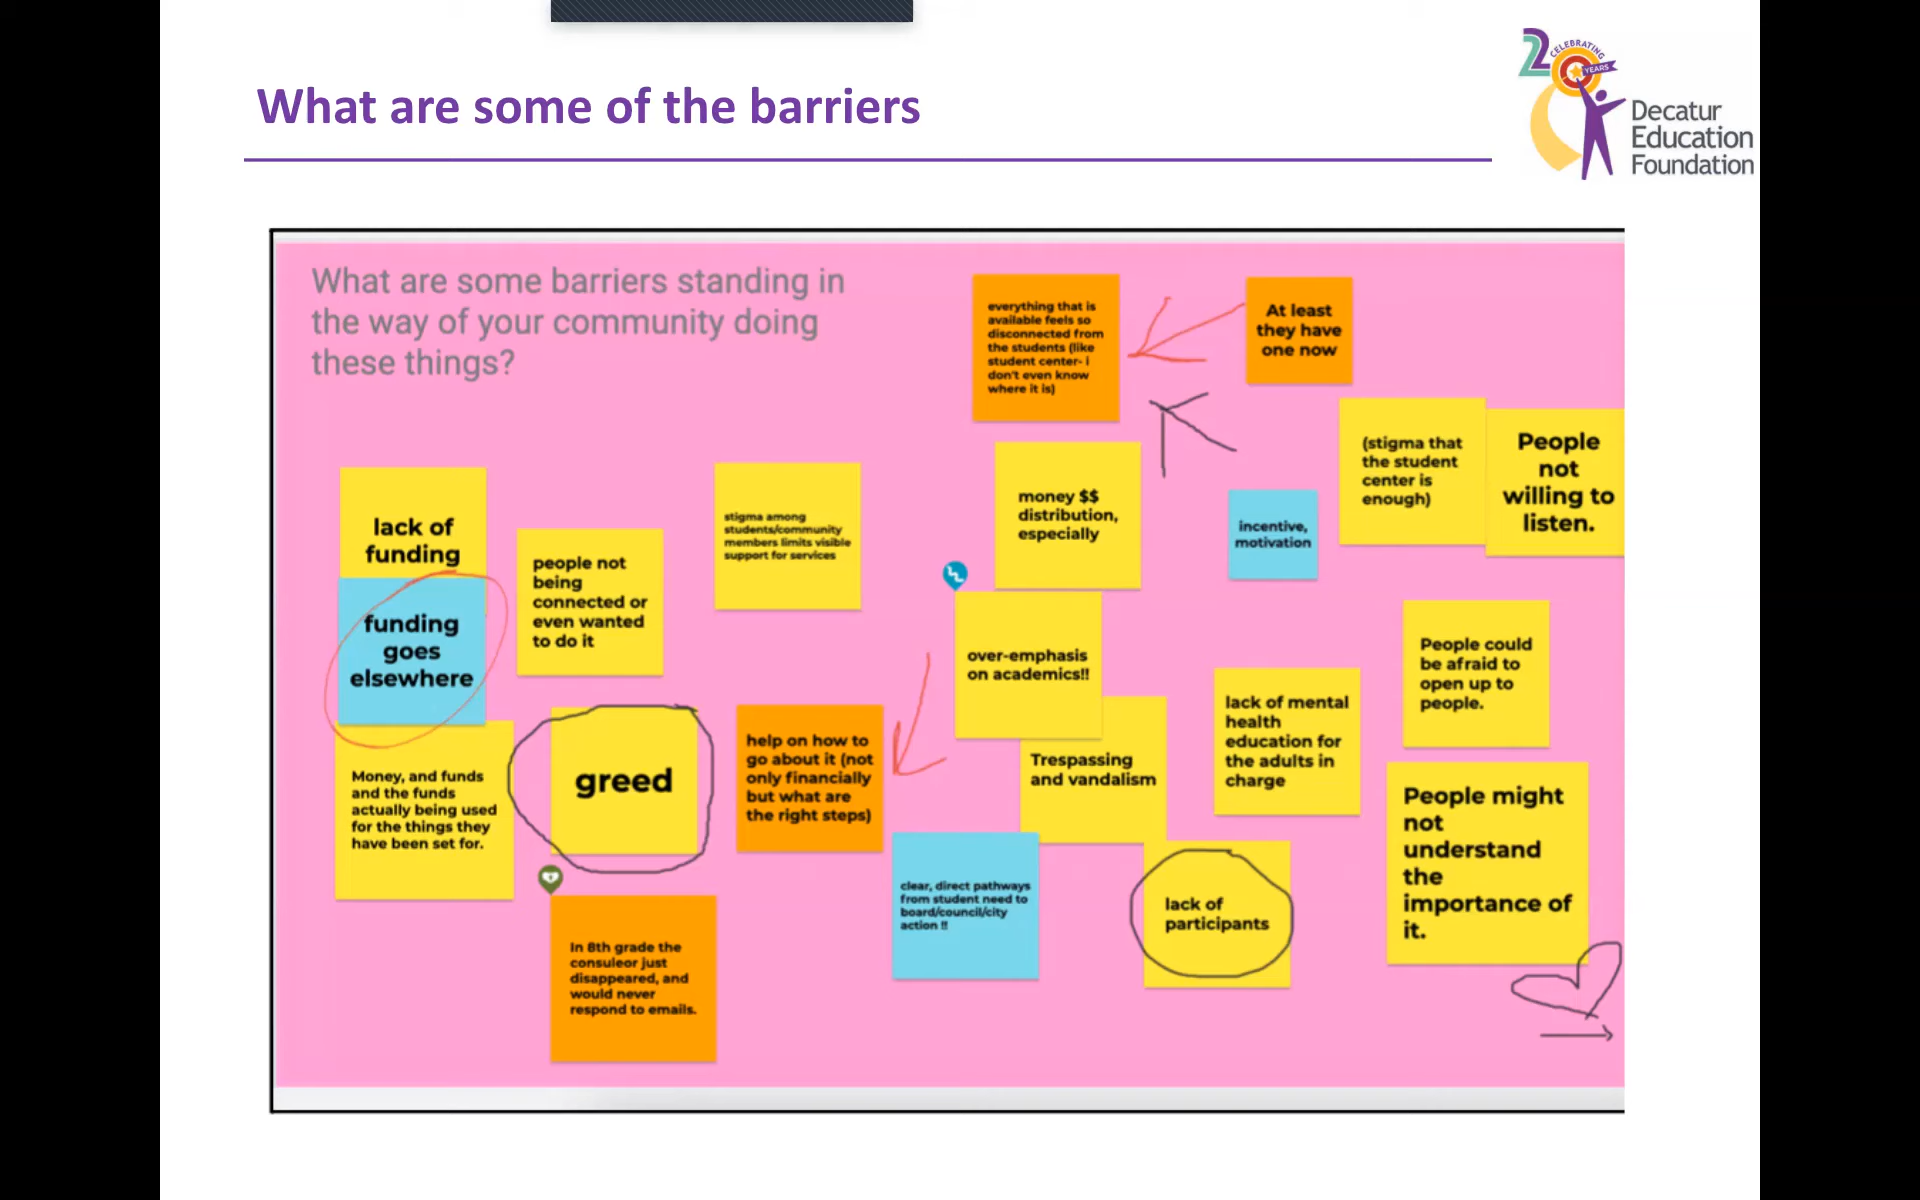 What are some of the barriers
2
CELEBRATING
YEARS
Decatur
Education
Foundation
What are some barriers standing in
the way of your community doing
these things?
everything that is
available feels so
disconnected from
the students (like
student center- i
don't even know
where it is)
At least
they have
one now
(stigma that
the student
center is
enough)
People
not
willing to
listen.
lack of
funding
funding
goes
elsewhere
people not
being
connected or
even wanted
to do it
stigma among
students/community
members limits visible
support for services
money $$
distribution,
especially
incentive,
motivation
over-emphasis
on academics!!
People could
be afraid to
open up to
people.
Money, and funds
and the funds
actually being used
for the things they
have been set for.
greed
help on how to
go about it (not
only financially
but what are
the right steps)
Trespassing
and vandalism
lack of mental
health
education for
the adults in
charge
People might
not
understand
the
importance of
it.
clear, direct pathways
from student need to
board/council/city
action !!
lack of
participants
In 8th grade the
consuleor just
disappeared, and
would never
respond to emails.